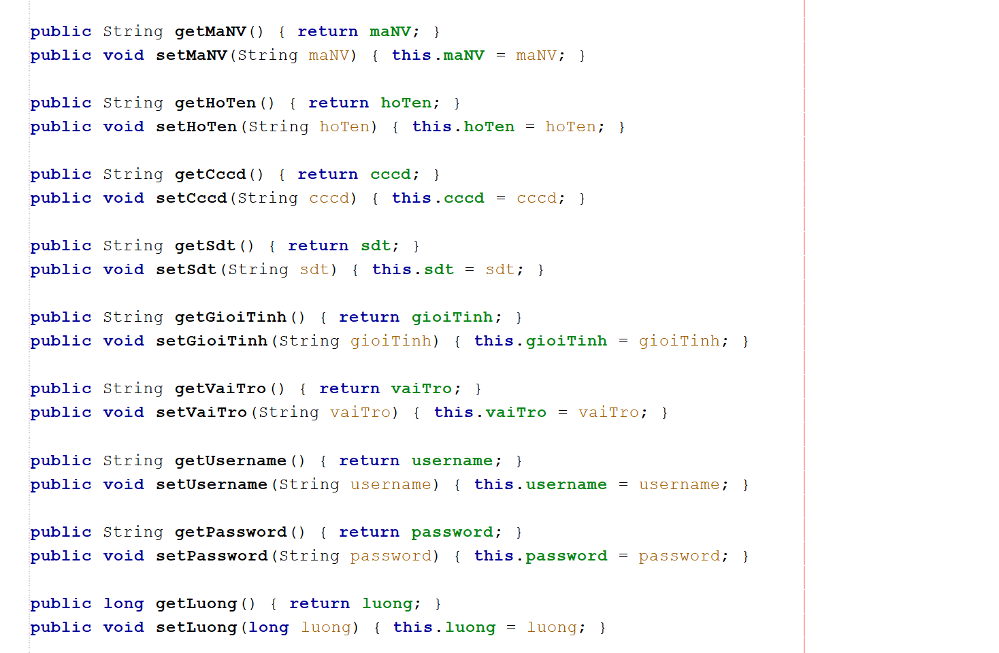 public String getMaNV() { return maNV; }
public void setMaNV(String maNV) { this.maNV = maNV; }
public String getHoTen() { return hoTen; }
public void setHoTen(String hoTen) { this.hoTen = hoTen; }
public String getCccd() { return cccd; }
public void setCccd(String cccd) { this.cccd = cccd; }
public String getSdt() { return sdt; }
public void setSdt(String sdt) { this.sdt = sdt; }
public String getGioiTinh() { return gioiTinh; }
public void setGioiTinh(String gioiTinh) { this.gioiTinh = gioiTinh; }
public String getVaiTro() { return vaiTro; }
public void setVaiTro(String vaiTro) { this.vaiTro = vaiTro; }
public String getUsername() { return username; }
public void setUsername(String username) { this.username = username; }
public String getPassword() { return password; }
public void setPassword(String password) { this.password = password; }
public long getLuong() { return luong; }
public void setLuong(long luong) { this.luong = luong; }